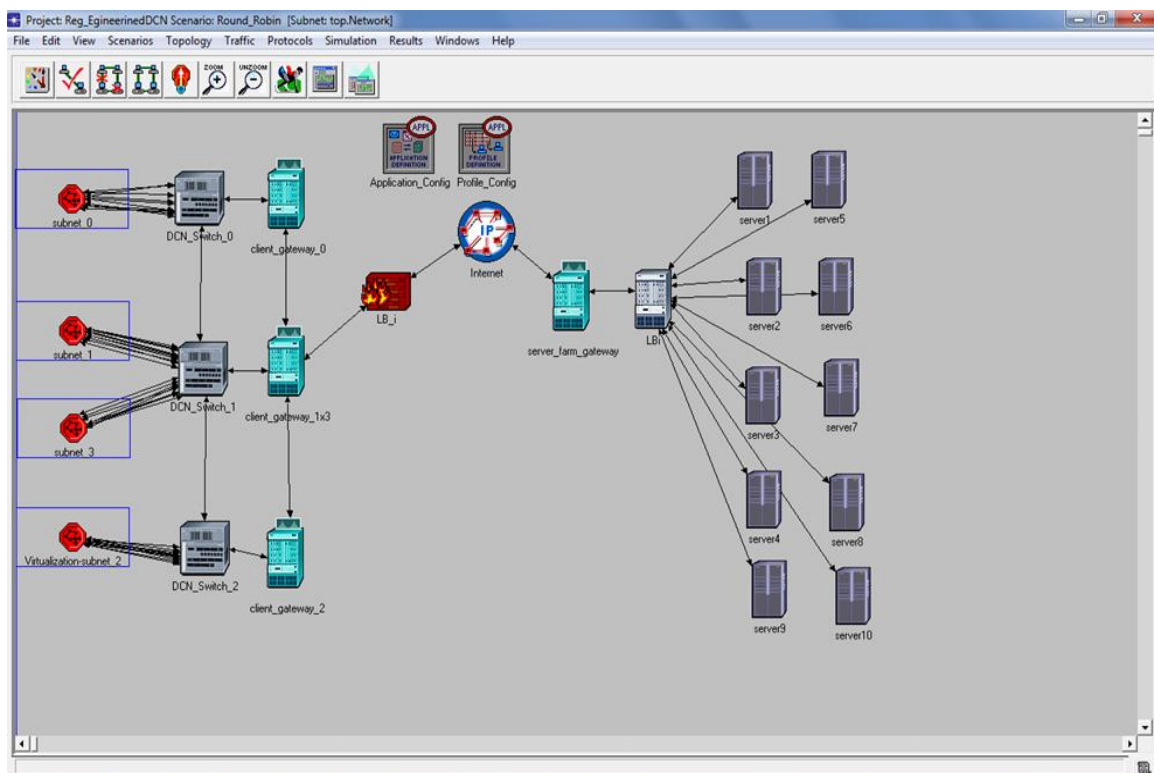 Project: Reg_EgineerinedDCN Scenario: Round_Robin [Subnet: top.Network]
File Edit View Scenarios Topology Traffic Protocols Simulation Results Windows Help
ZOOM UNZOOM
APPL APPL
APPLICATION DEFINITION PROFILE DEFINITION
Application_Config Profile_Config
subnet_0
DCN_Switch_0
client_gateway_0
IP
Internet
LB_i
server_farm_gateway
LBi
server1
server5
server2
server6
subnet_1
DCN_Switch_1
client_gateway_1x3
subnet_3
server3
server7
server4
server8
Virtualization-subnet_2
DCN_Switch_2
client_gateway_2
server9
server10